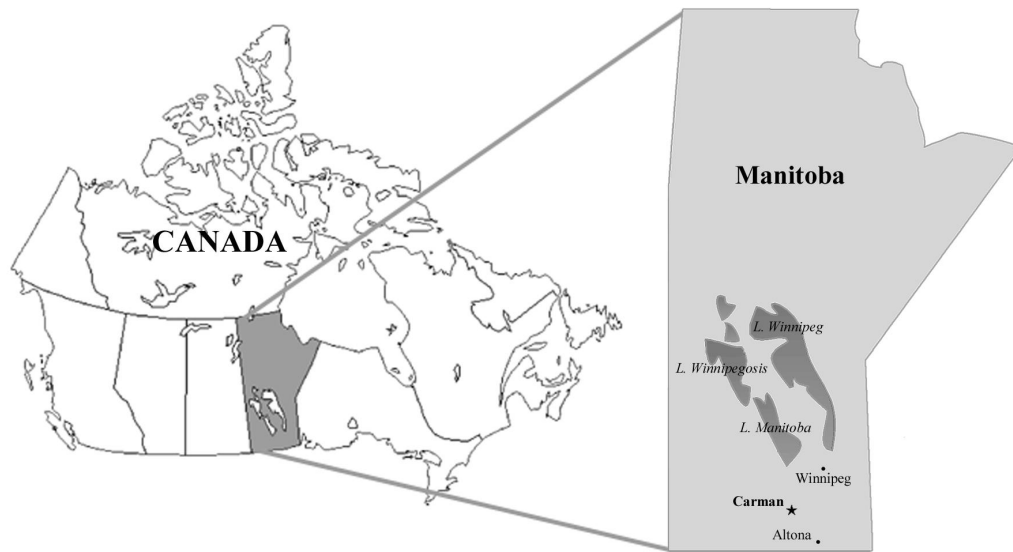 CANADA
Manitoba
L. Winnipeg
L. Winnipegosis
L. Manitoba
Winnipeg
Carman
Altona